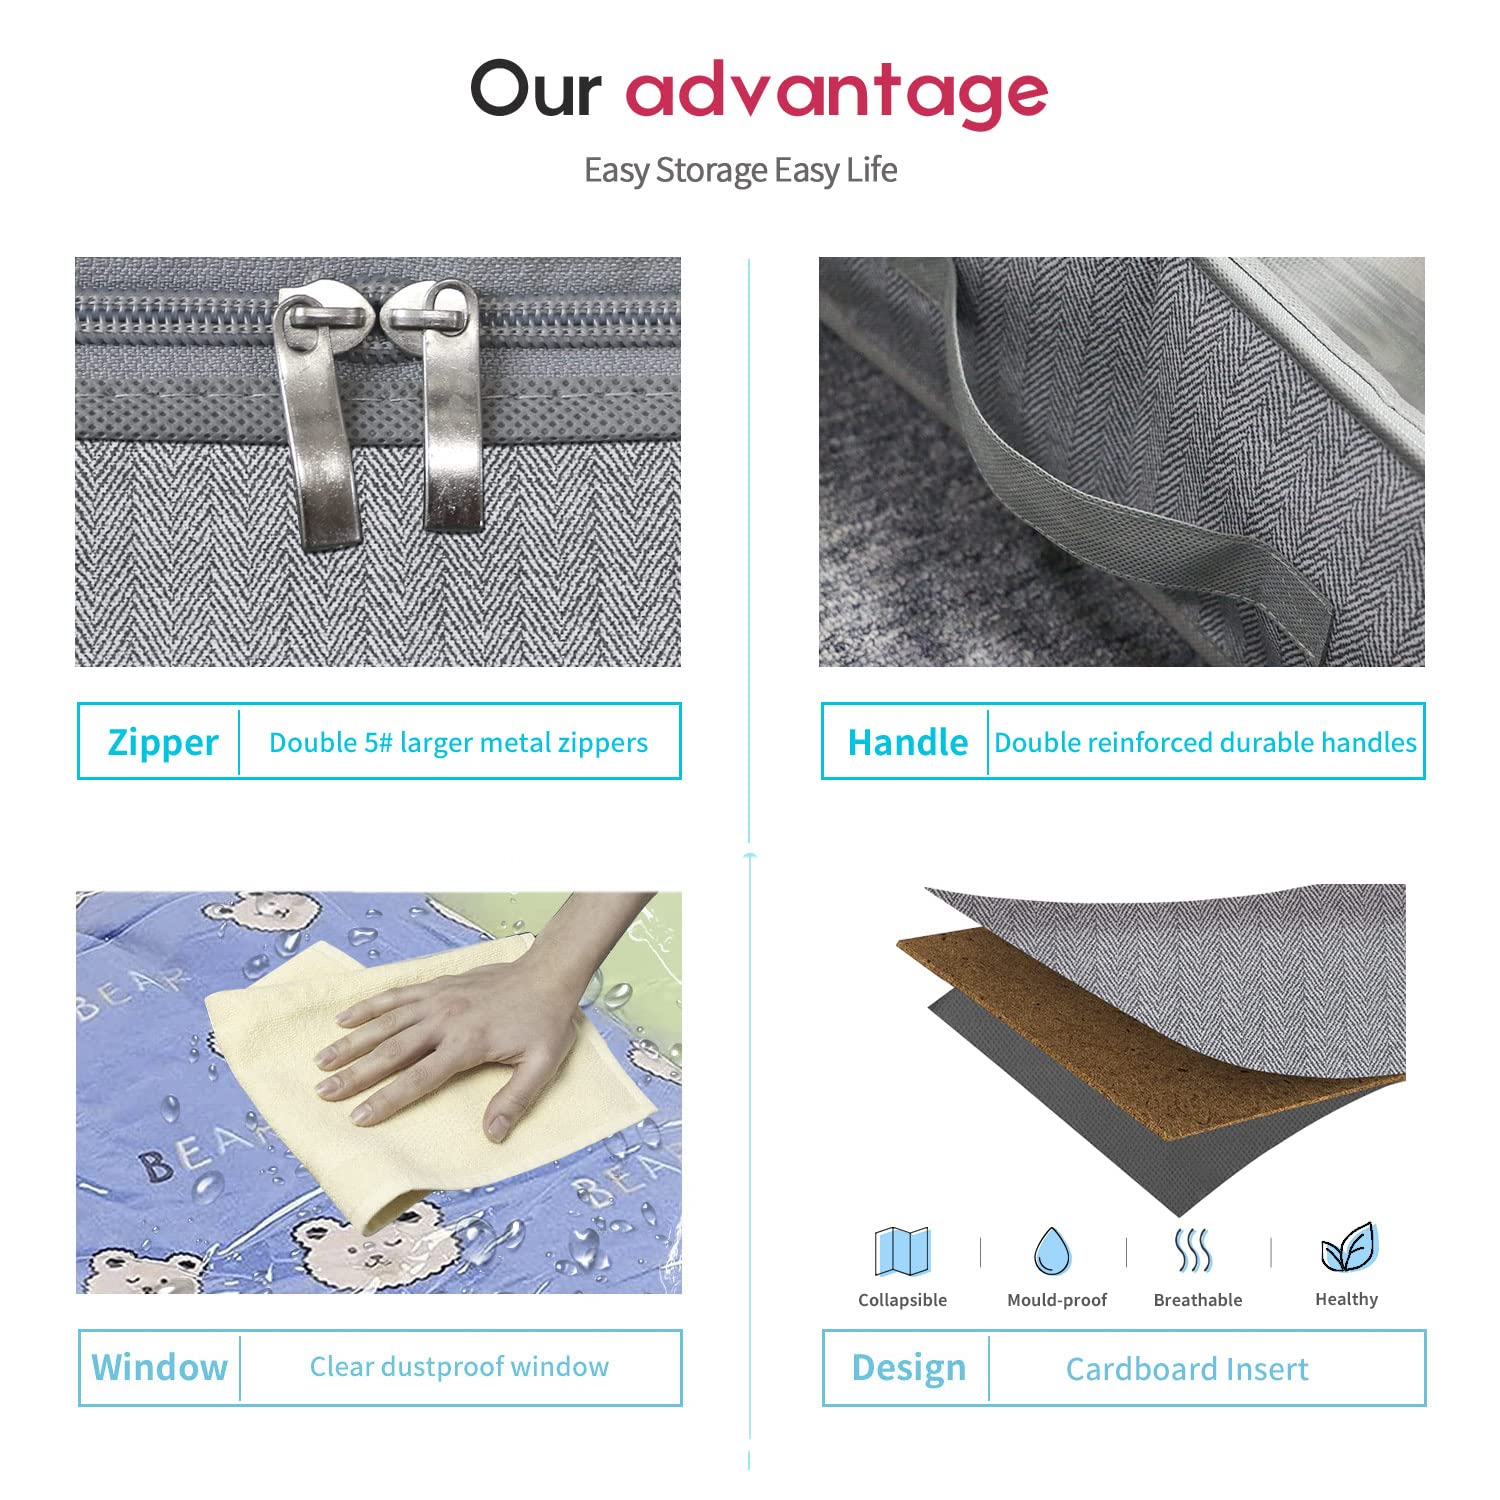 Our advantage
Easy Storage Easy Life
Zipper
Double 5# larger metal zippers
Handle
Double reinforced durable handles
BEAR
BEAR
BEAR
Collapsible
Mould-proof
Breathable
Healthy
Window
Clear dustproof window
Design
Cardboard Insert